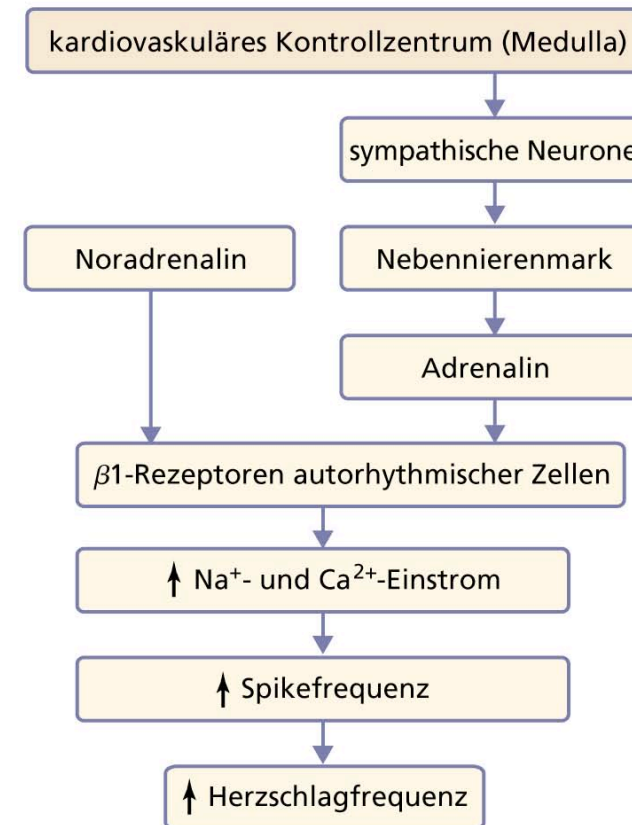 kardiovaskuläres Kontrollzentrum (Medulla)
sympathische Neurone
Noradrenalin
Nebennierenmark
Adrenalin
β1-Rezeptoren autorhythmischer Zellen
↑ Na⁺- und Ca²⁺-Einstrom
↑ Spikefrequenz
↑ Herzschlagfrequenz